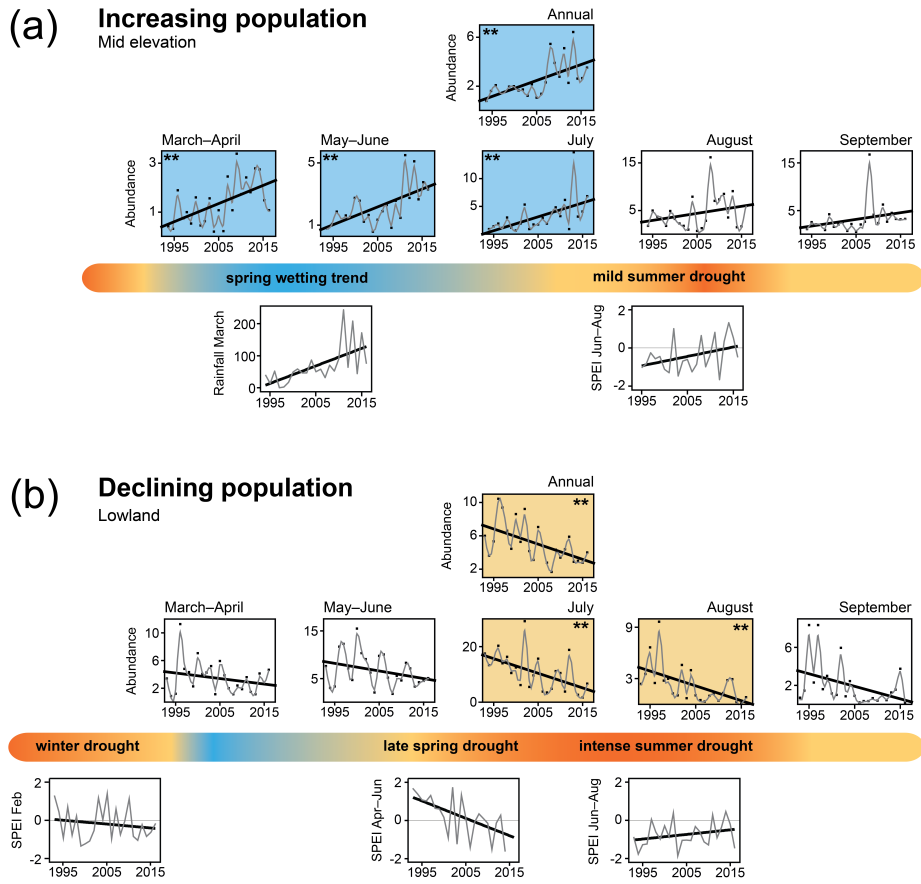 (a)
Increasing population
Mid elevation
Annual
Abundance
**
6
2
1995 2005 2015
March–April
May–June
July
August
September
Abundance
**
3
1
1995 2005 2015
**
5
1
1995 2005 2015
**
10
5
1995 2005 2015
15
5
1995 2005 2015
15
5
1995 2005 2015
spring wetting trend
mild summer drought
Rainfall March
200
100
0
1995 2005 2015
SPEI Jun–Aug
2
0
-2
1995 2005 2015
(b)
Declining population
Lowland
Annual
Abundance
**
10
6
2
1995 2005 2015
March–April
May–June
July
August
September
Abundance
10
6
2
1995 2005 2015
15
5
1995 2005 2015
**
20
0
1995 2005 2015
**
9
3
1995 2005 2015
6
2
1995 2005 2015
winter drought
late spring drought
intense summer drought
SPEI Feb
2
0
-2
1995 2005 2015
SPEI Apr–Jun
2
0
-2
1995 2005 2015
SPEI Jun–Aug
2
0
-2
1995 2005 2015